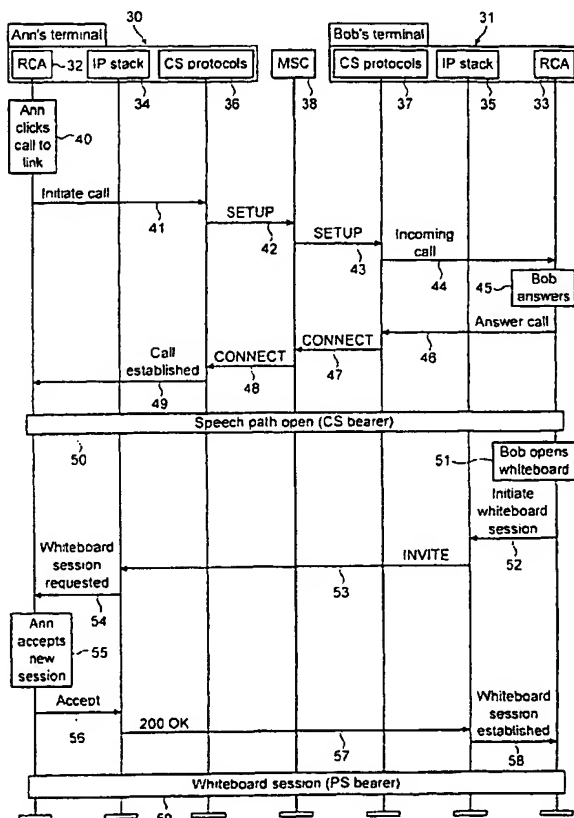 Ann's terminal 30 Bob's terminal 31
RCA 32 IP stack CS protocols MSC CS protocols IP stack RCA
34 36 38 37 35 33
Ann
clicks
call to
link
40
Initiate call
41
SETUP
42
SETUP
43
Incoming
call
44
45
Bob
answers
Answer call
46
CONNECT
47
CONNECT
48
Call
established
49
Speech path open (CS bearer)
50
51
Bob opens
whiteboard
Initiate
whiteboard
session
52
INVITE
53
Whiteboard
session
requested
54
Ann
accepts
new
session
55
Accept
56
200 OK
57
Whiteboard
session
established
58
Whiteboard session (PS bearer)